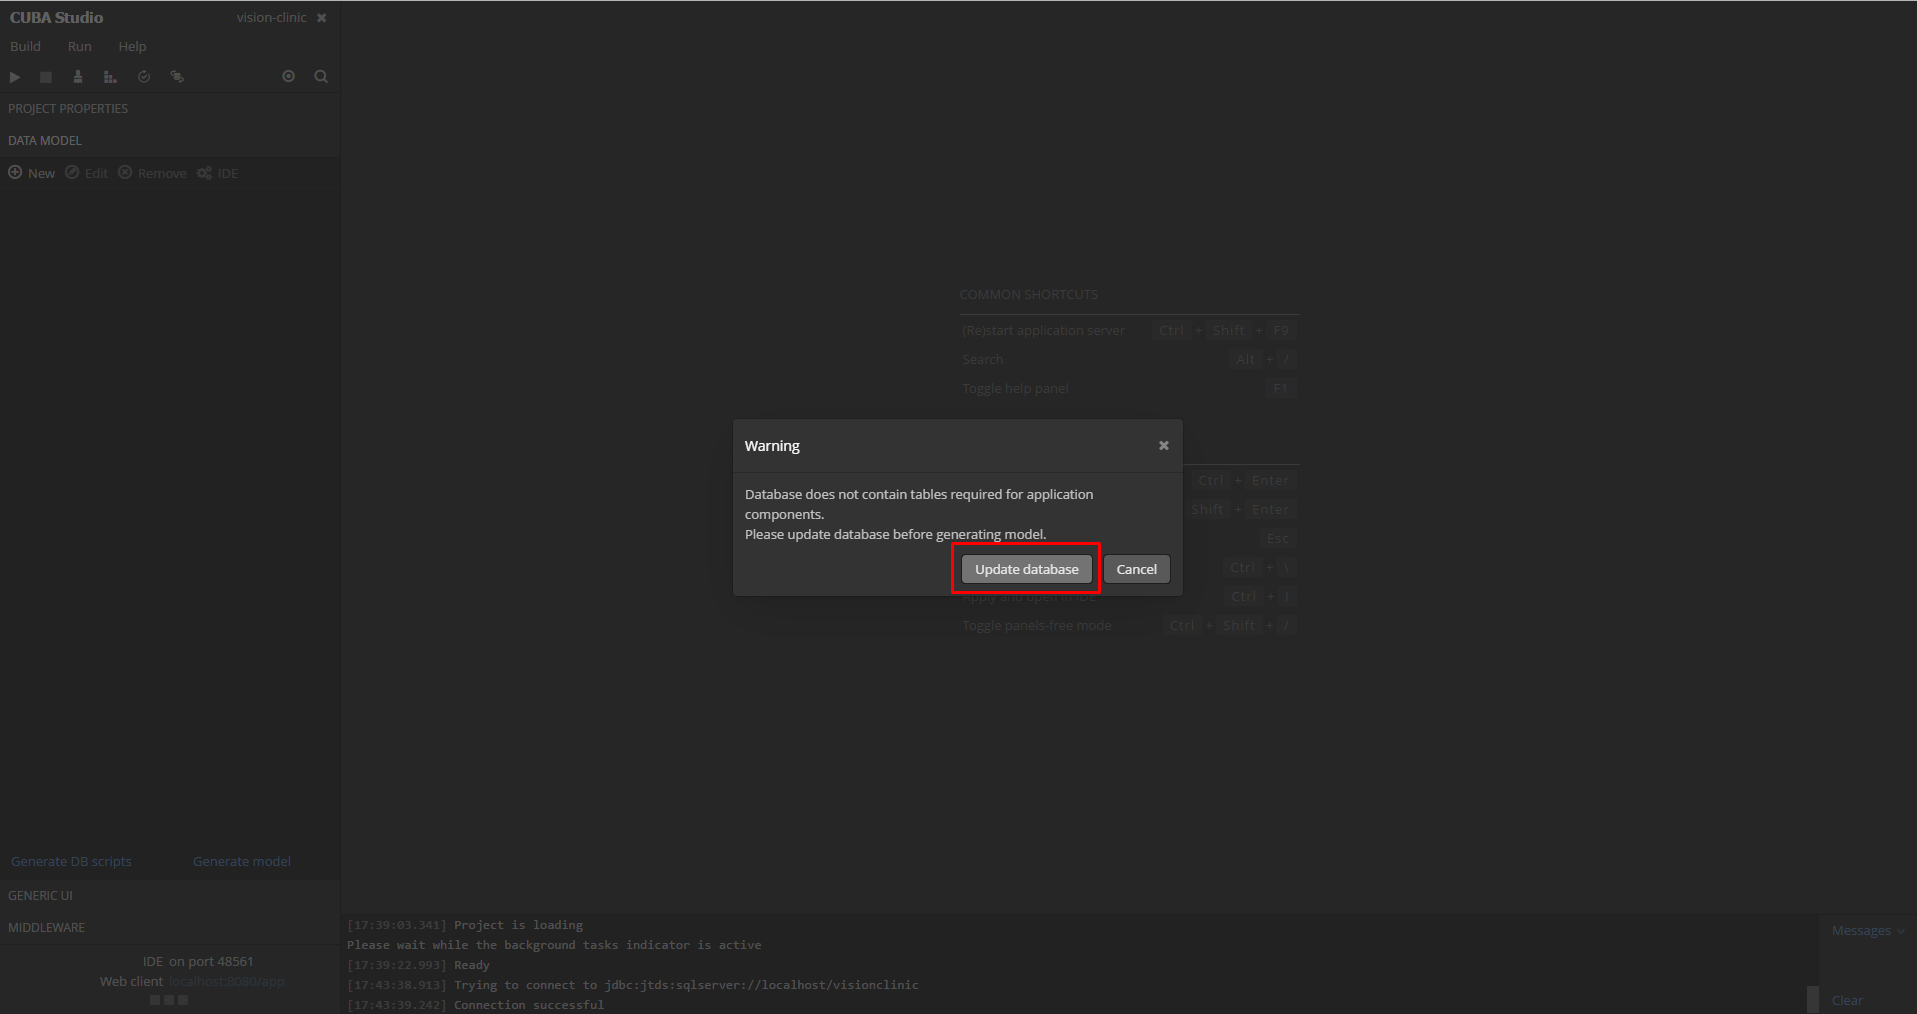 CUBA Studio
vision-clinic
Build Run Help
PROJECT PROPERTIES
DATA MODEL
New Edit Remove IDE
COMMON SHORTCUTS
(Re)start application server Ctrl + Shift + F9
Search Alt + /
Toggle help panel F1
Warning
Database does not contain tables required for application
components.
Please update database before generating model.
Update database Cancel
Ctrl + Enter
Shift + Enter
Esc
Ctrl + \
Apply and open in IDE Ctrl + I
Toggle panels-free mode Ctrl + Shift + /
Generate DB scripts Generate model
GENERIC UI
MIDDLEWARE
IDE on port 48561
Web client localhost:8080/app
[17:39:03.341] Project is loading
Please wait while the background tasks indicator is active
[17:39:22.993] Ready
[17:43:38.913] Trying to connect to jdbc:jtds:sqlserver://localhost/visionclinic
[17:43:39.242] Connection successful
Messages
Clear